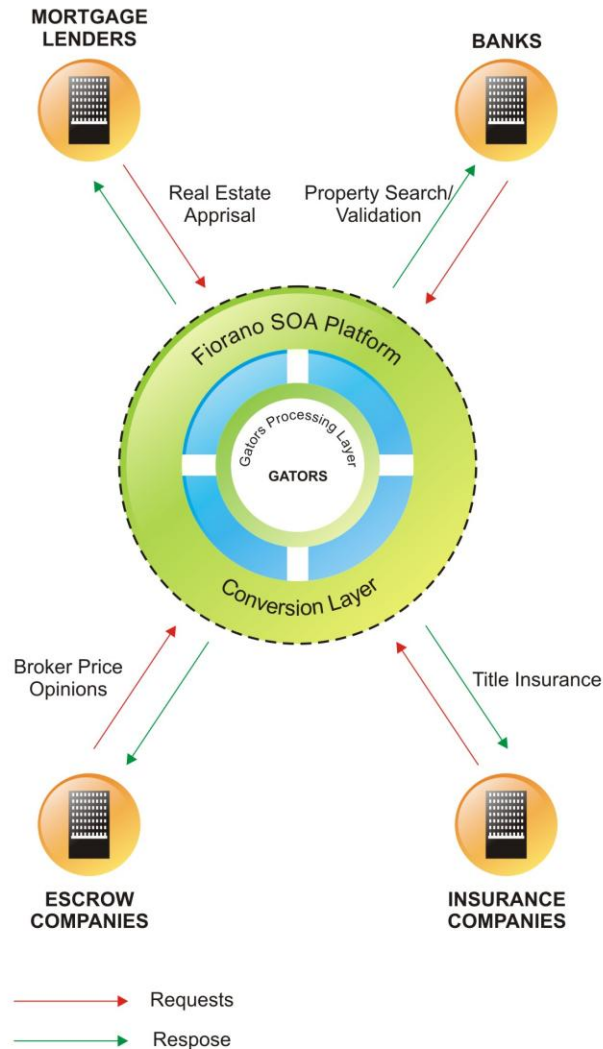 MORTGAGE
LENDERS
BANKS
Real Estate
Apprisal
Property Search/
Validation
Fiorano SOA Platform
Gators Processing Layer
GATORS
Conversion Layer
Broker Price
Opinions
Title Insurance
ESCROW
COMPANIES
INSURANCE
COMPANIES
Requests
Respose